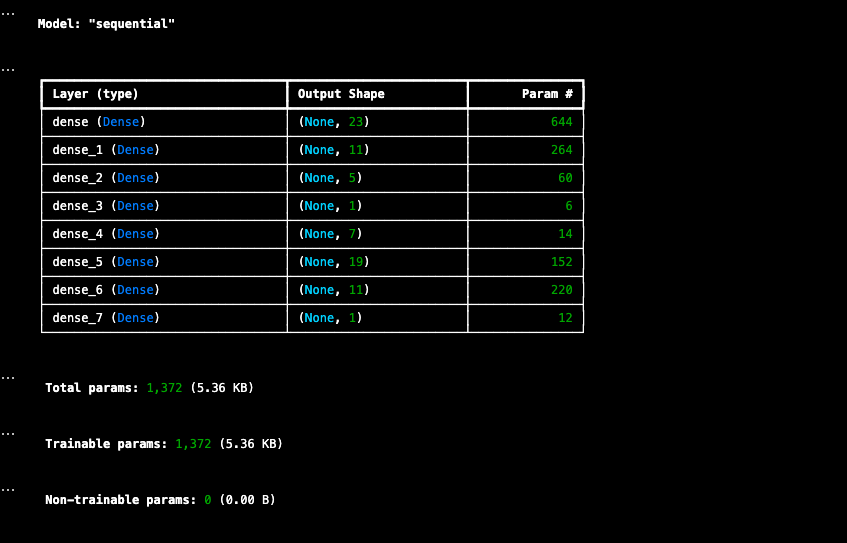 ...
Model: "sequential"
...
Layer (type) Output Shape Param #
dense (Dense) (None, 23) 644
dense_1 (Dense) (None, 11) 264
dense_2 (Dense) (None, 5) 60
dense_3 (Dense) (None, 1) 6
dense_4 (Dense) (None, 7) 14
dense_5 (Dense) (None, 19) 152
dense_6 (Dense) (None, 11) 220
dense_7 (Dense) (None, 1) 12
...
Total params: 1,372 (5.36 KB)
...
Trainable params: 1,372 (5.36 KB)
...
Non-trainable params: 0 (0.00 B)